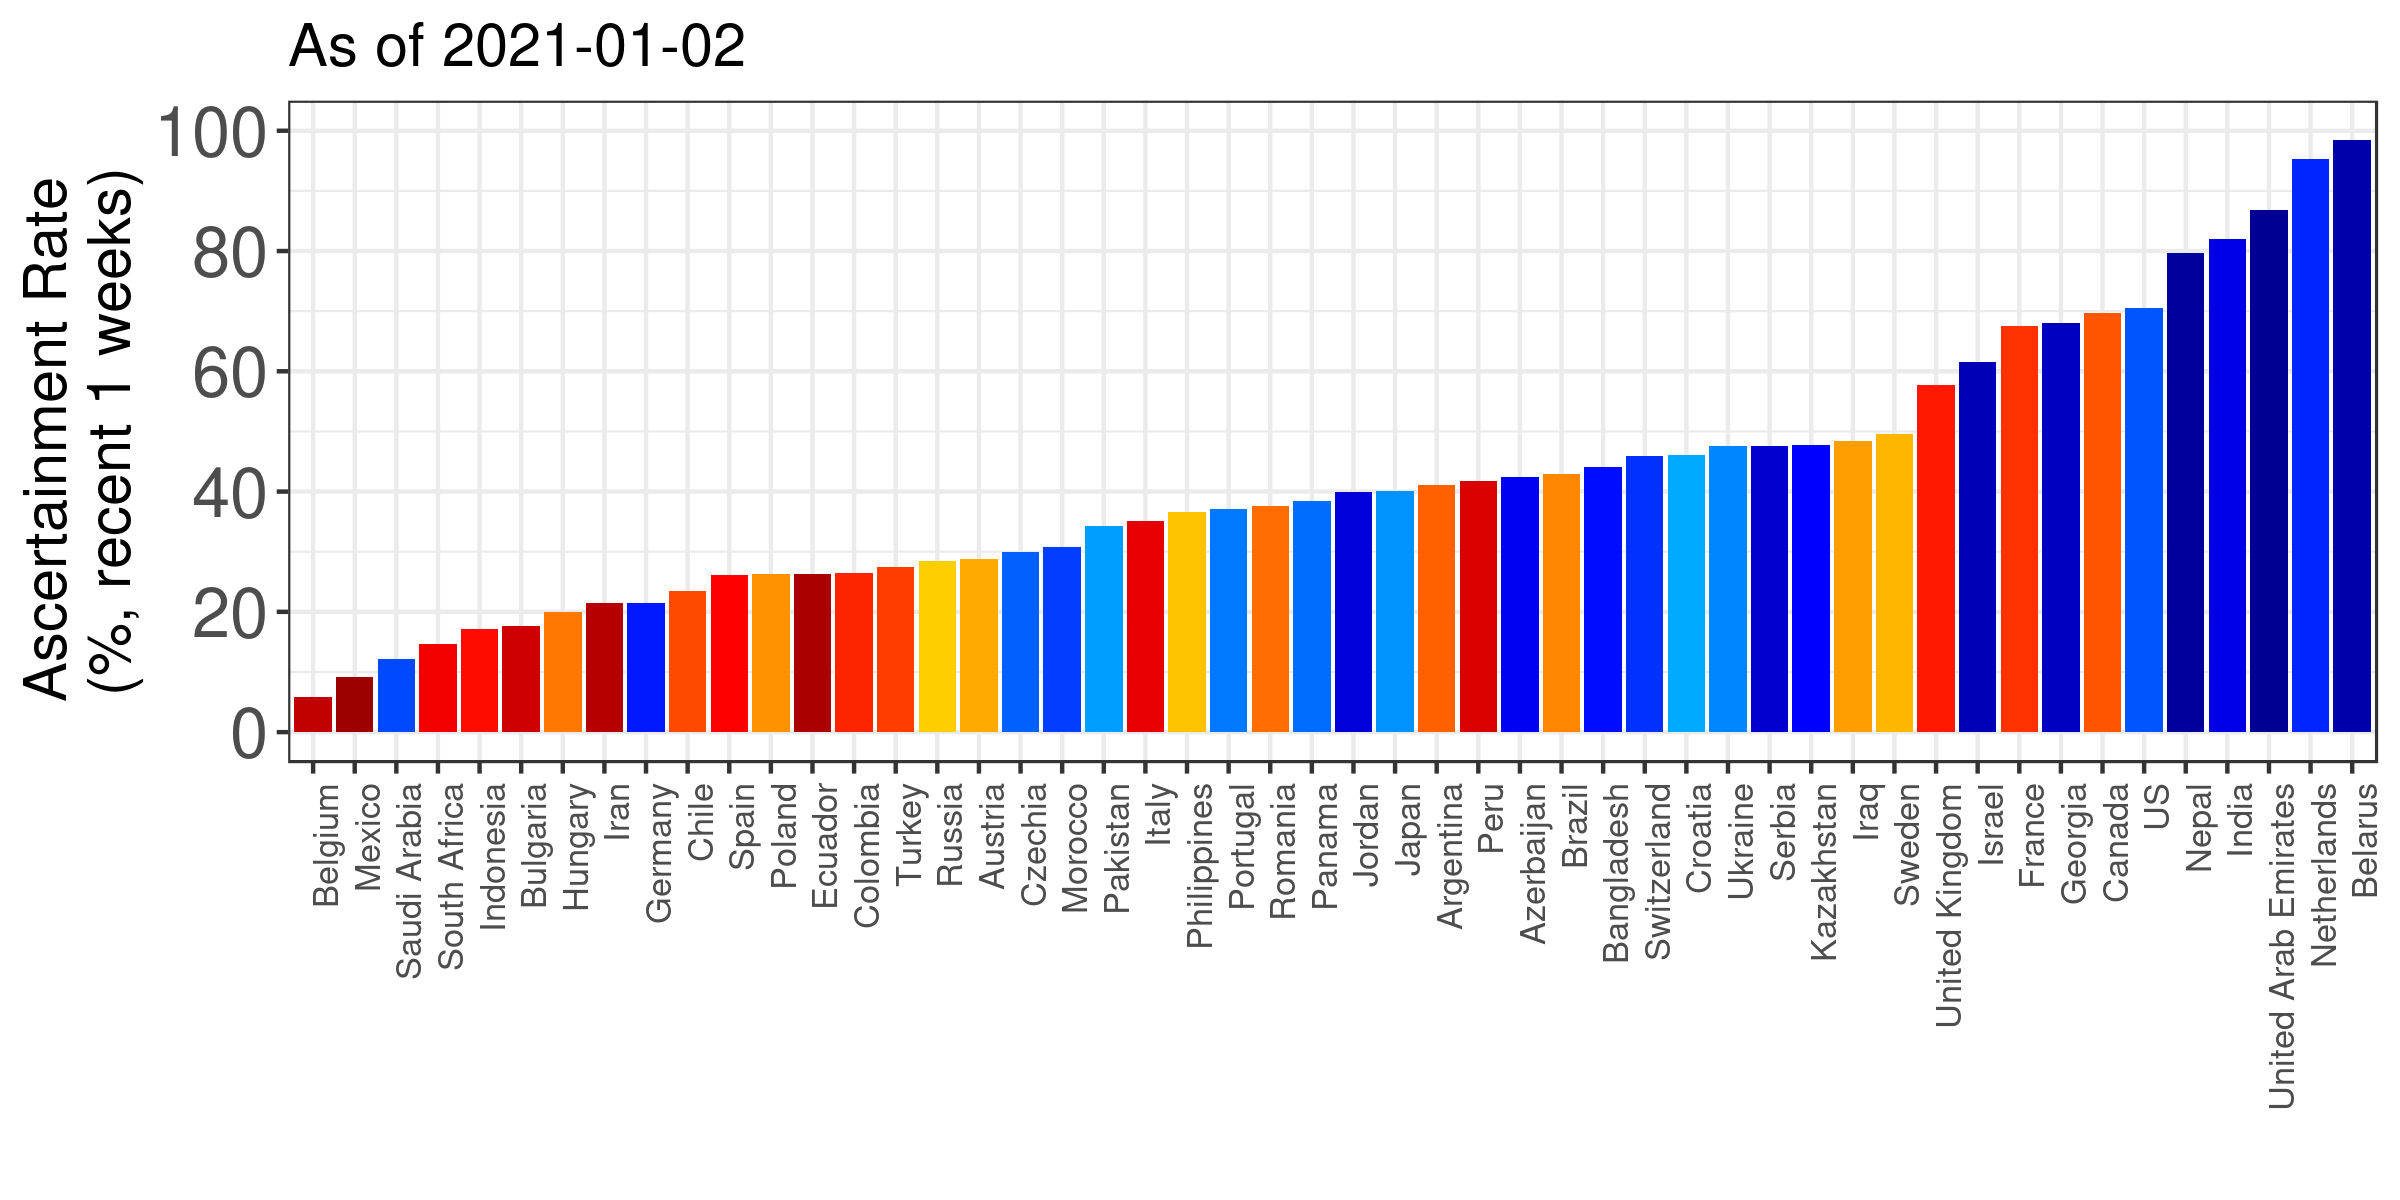 As of 2021-01-02
Ascertainment Rate
(%, recent 1 weeks)
100
80
60
40
20
0
Belgium
Mexico
Saudi Arabia
South Africa
Indonesia
Bulgaria
Hungary
Iran
Germany
Chile
Spain
Poland
Ecuador
Colombia
Turkey
Russia
Austria
Czechia
Morocco
Pakistan
Italy
Philippines
Portugal
Romania
Panama
Jordan
Japan
Argentina
Peru
Azerbaijan
Brazil
Bangladesh
Switzerland
Croatia
Ukraine
Serbia
Kazakhstan
Iraq
Sweden
United Kingdom
Israel
France
Georgia
Canada
US
Nepal
India
United Arab Emirates
Netherlands
Belarus